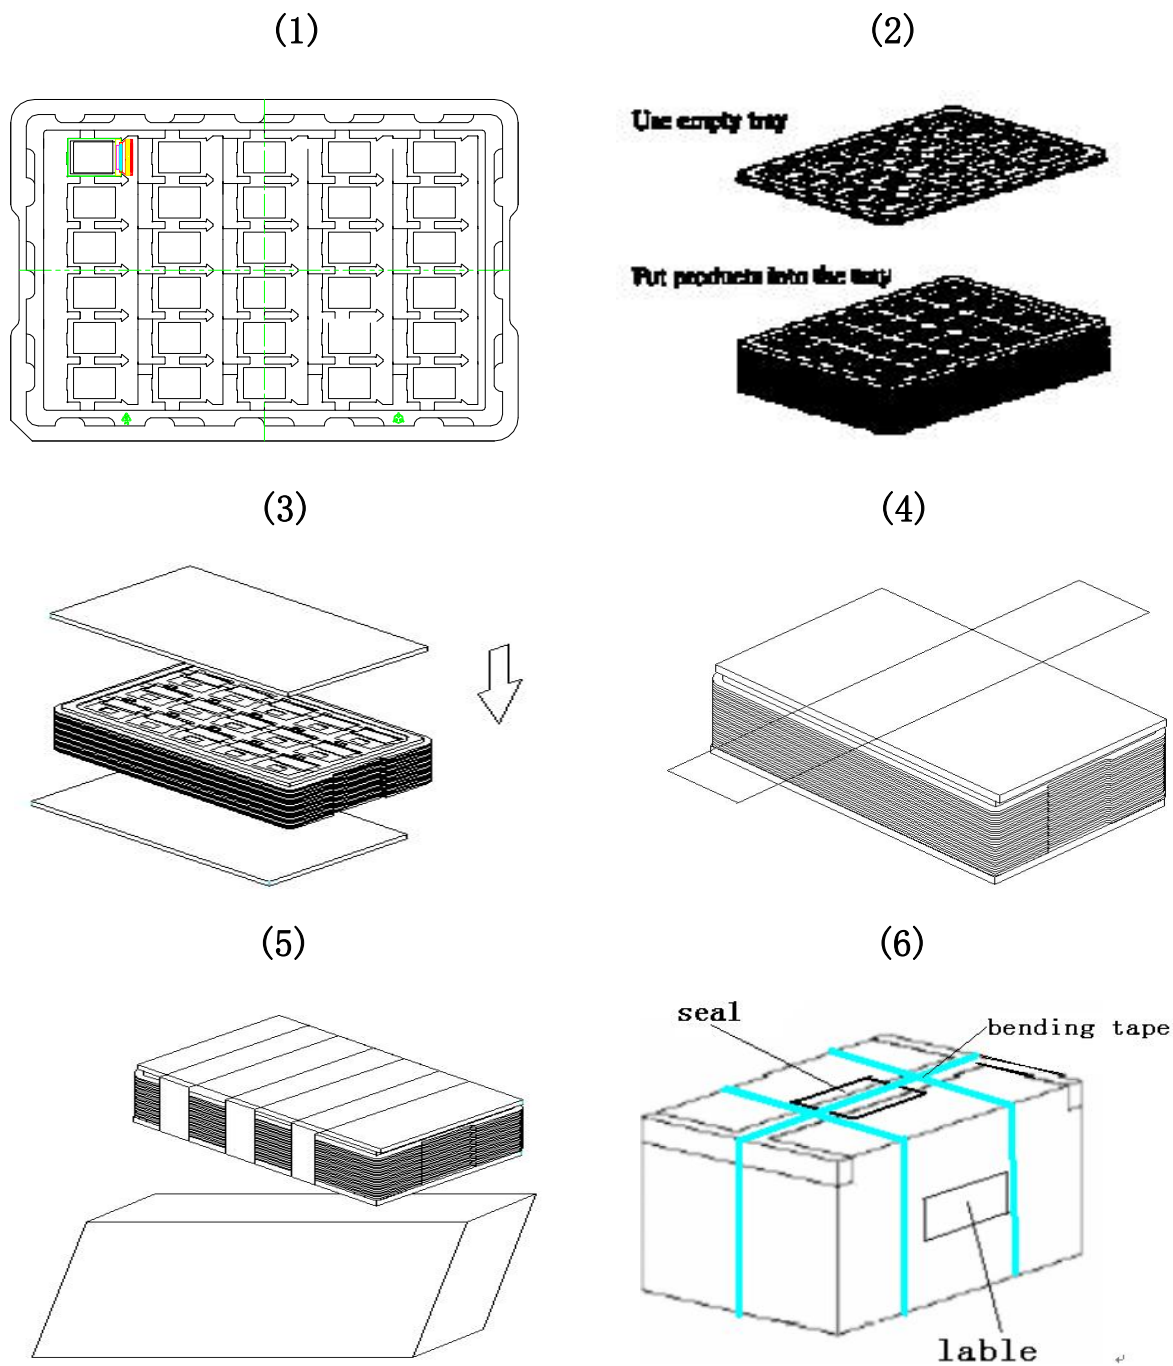 (1)
(2)
Use empty tray
Put products into the tray
(3)
(4)
(5)
(6)
seal
bending tape
lable